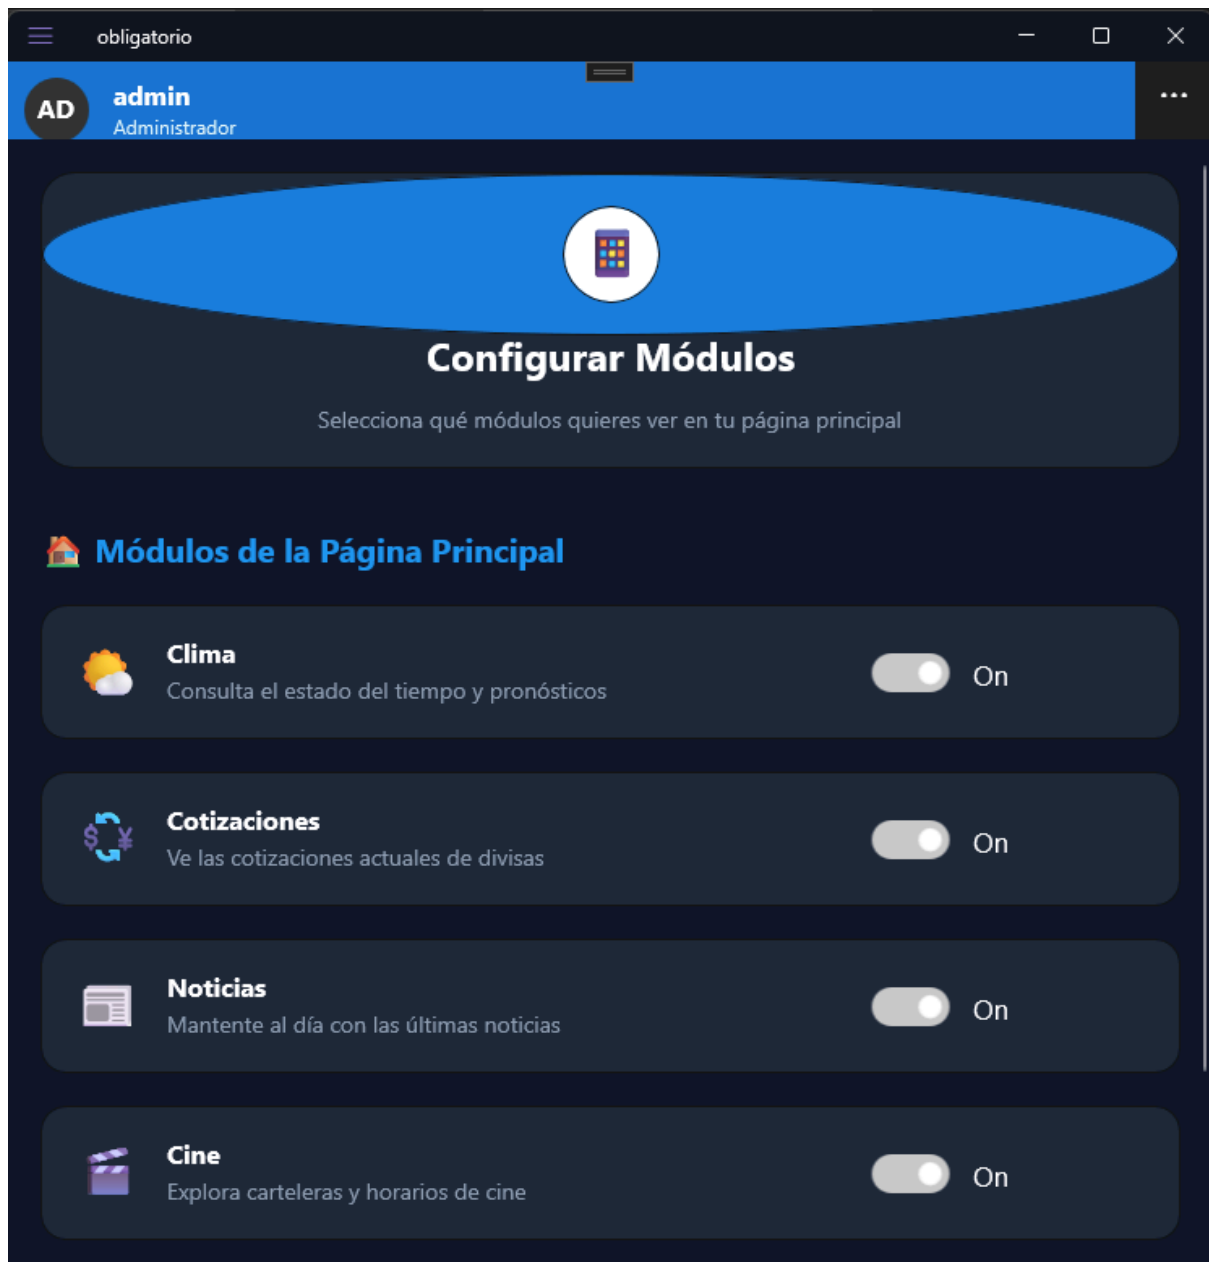 obligatorio
AD
admin
Administrador
Configurar Módulos
Selecciona qué módulos quieres ver en tu página principal
Módulos de la Página Principal
Clima
Consulta el estado del tiempo y pronósticos
On
Cotizaciones
Ve las cotizaciones actuales de divisas
On
Noticias
Mantente al día con las últimas noticias
On
Cine
Explora carteleras y horarios de cine
On